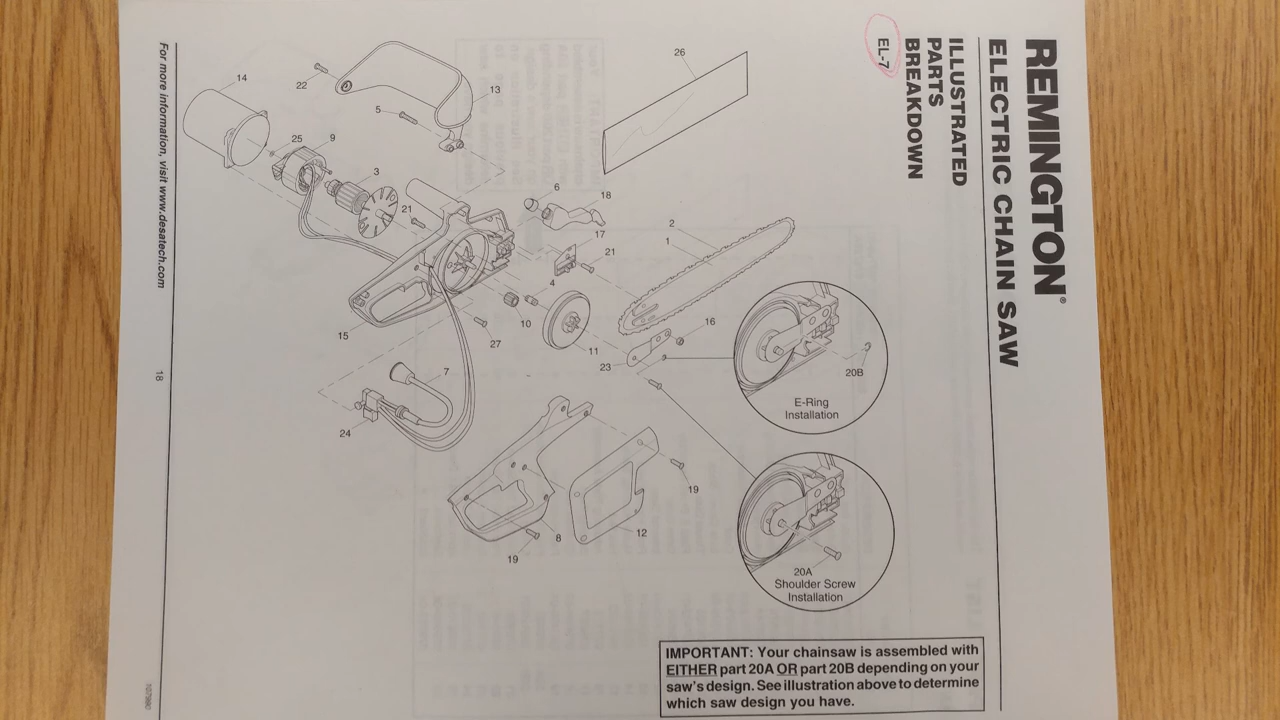 REMINGTON®
ELECTRIC CHAIN SAW
ILLUSTRATED
PARTS
BREAKDOWN
EL-7
26
14
22
13
5
25
9
3
6
18
21
2
1
17
21
4
15
10
27
11
16
23
7
24
20B
E-Ring
Installation
19
8
12
19
20A
Shoulder Screw
Installation
IMPORTANT: Your chainsaw is assembled with
EITHER part 20A OR part 20B depending on your
saw's design. See illustration above to determine
which saw design you have.
For more information, visit www.desatech.com
18